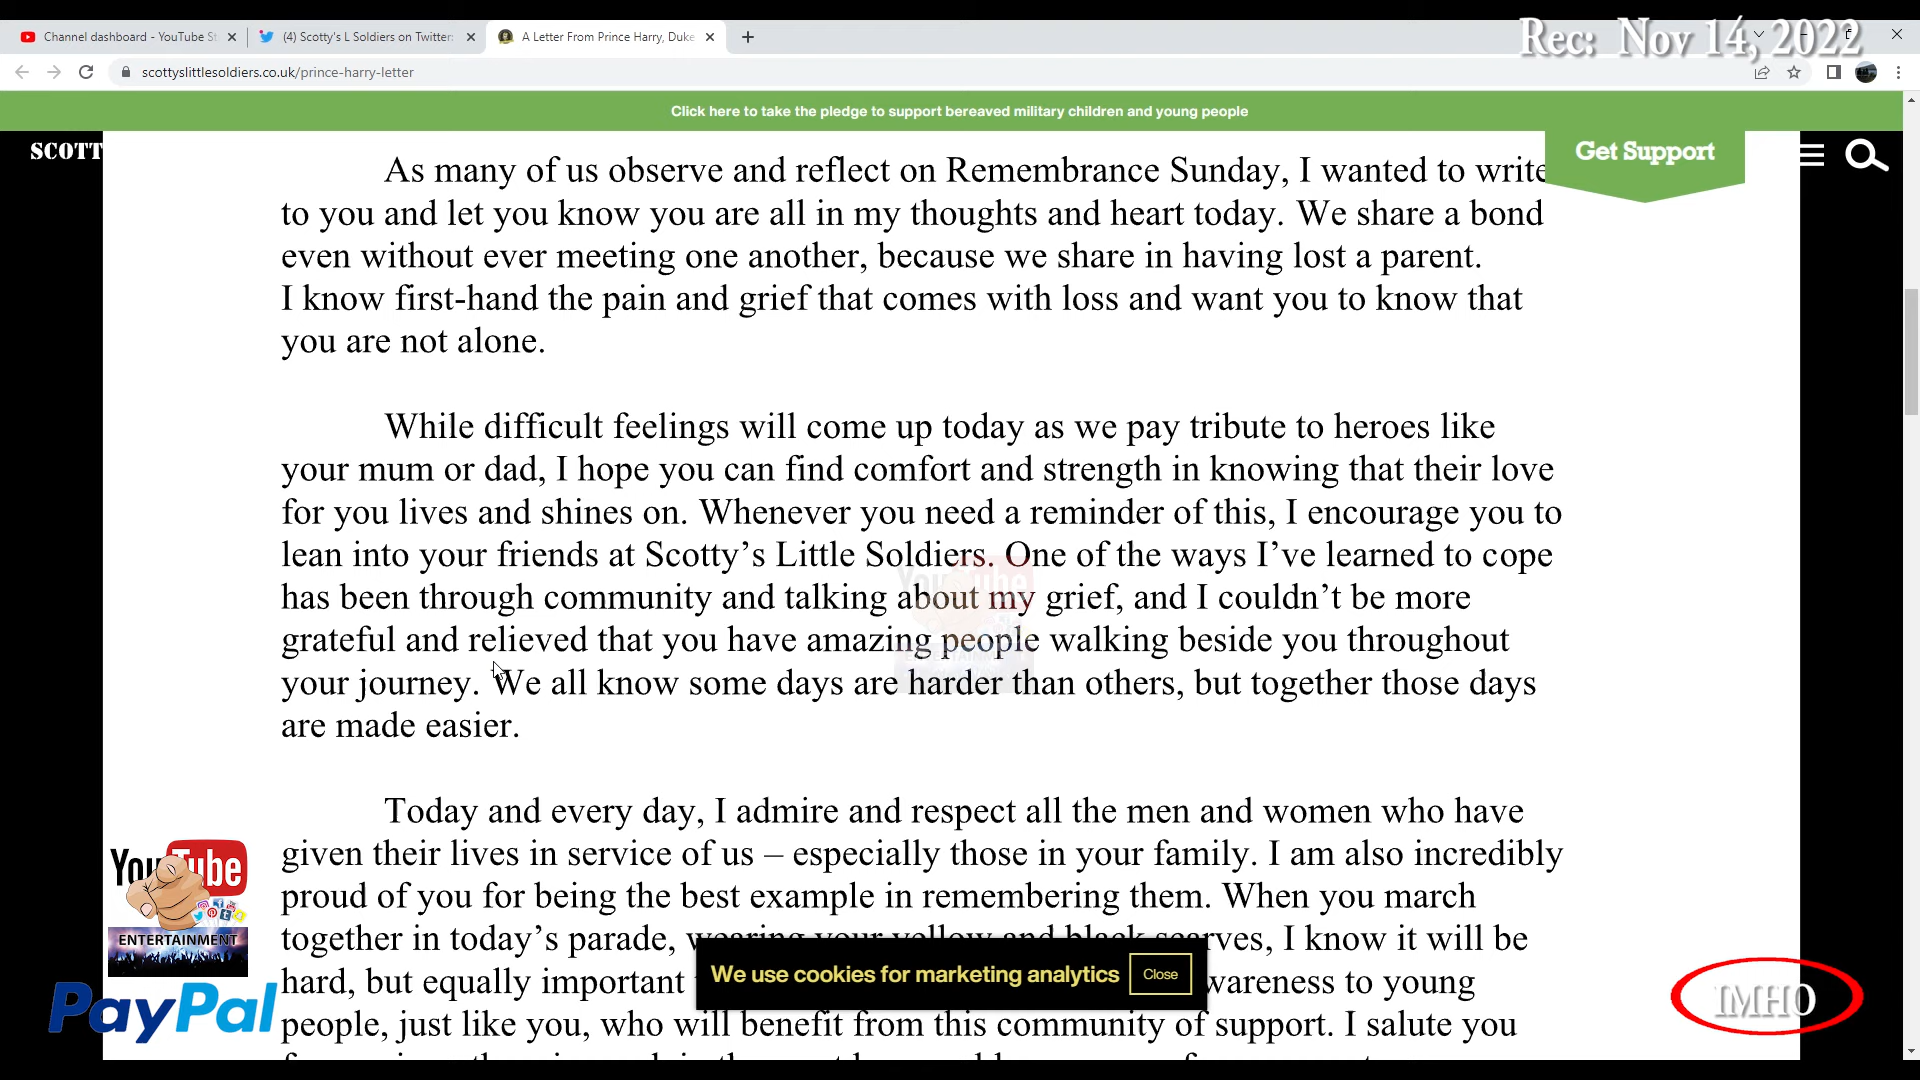 Channel dashboard - YouTube St
(4) Scotty's L Soldiers on Twitter:
A Letter From Prince Harry, Duke
Rec: Nov 14, 2022
scottyslittlesoldiers.co.uk/prince-harry-letter
Click here to take the pledge to support bereaved military children and young people
SCOTT
Get Support
As many of us observe and reflect on Remembrance Sunday, I wanted to write
to you and let you know you are all in my thoughts and heart today. We share a bond
even without ever meeting one another, because we share in having lost a parent.
I know first-hand the pain and grief that comes with loss and want you to know that
you are not alone.
While difficult feelings will come up today as we pay tribute to heroes like
your mum or dad, I hope you can find comfort and strength in knowing that their love
for you lives and shines on. Whenever you need a reminder of this, I encourage you to
lean into your friends at Scotty’s Little Soldiers. One of the ways I’ve learned to cope
has been through community and talking about my grief, and I couldn’t be more
grateful and relieved that you have amazing people walking beside you throughout
your journey. We all know some days are harder than others, but together those days
are made easier.
Today and every day, I admire and respect all the men and women who have
given their lives in service of us – especially those in your family. I am also incredibly
proud of you for being the best example in remembering them. When you march
together in today’s parade, wearing your yellow and black scarves, I know it will be
hard, but equally important
wareness to young
people, just like you, who will benefit from this community of support. I salute you
We use cookies for marketing analytics
Close
YouTube
ENTERTAINMENT
PayPal
IMHO